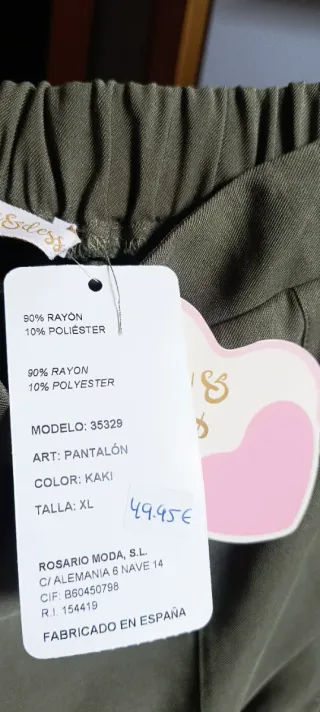 90% RAYÓN
10% POLIÉSTER
90% RAYON
10% POLYESTER
MODELO: 35329
ART: PANTALÓN
COLOR: KAKI
TALLA: XL
49.95€
ROSARIO MODA, S.L.
C/ ALEMANIA 6 NAVE 14
CIF: B60450798
R.I. 154419
FABRICADO EN ESPAÑA